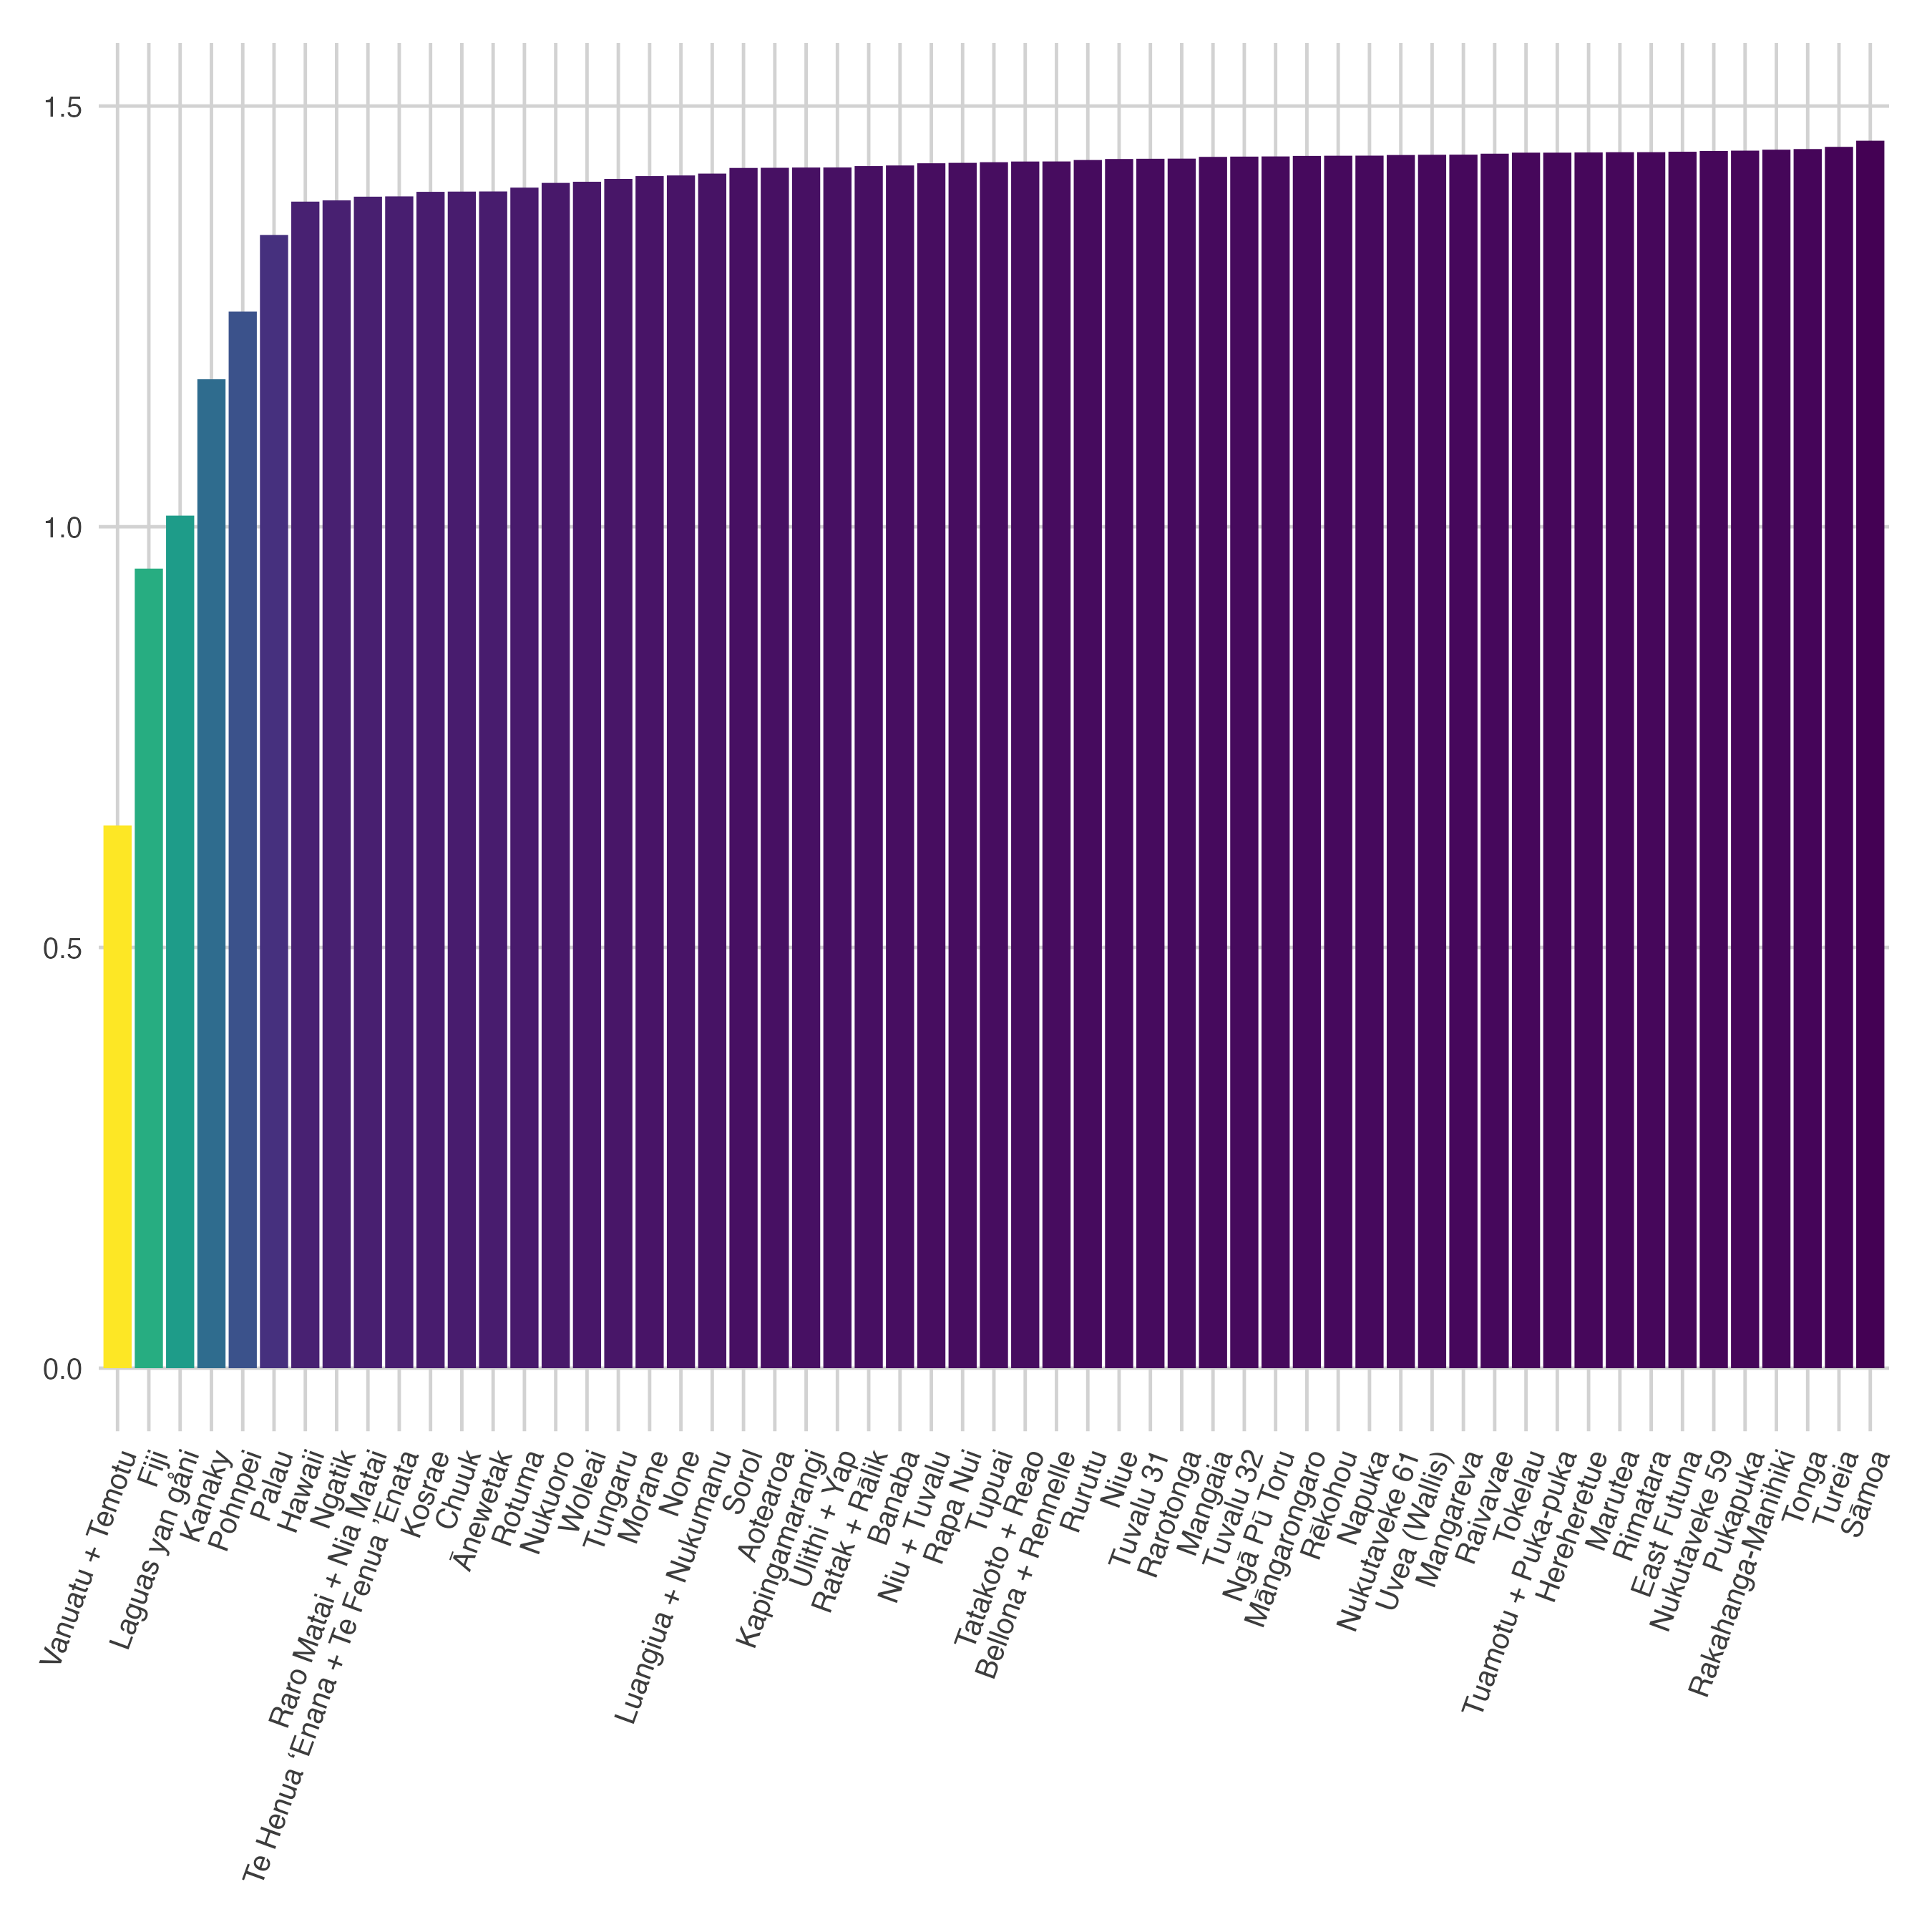 1.5
1.0
0.5
0.0
Vanuatu + Temotu
Fiji
Laguas yan gåni
Kanaky
Pohnpei
Palau
Hawaii
Ngatik
Raro Matai + Nia Matai
Te Henua ‘Enana + Te Fenua ’Enata
Kosrae
Chuuk
Ānewetak
Rotuma
Nukuoro
Woleai
Tungaru
Morane
None
Luangiua + Nukumanu
Sorol
Aotearoa
Kapingamarangi
Ulithi + Yap
Ratak + Rālik
Banaba
Niu + Tuvalu
Rapa Nui
Tupuai
Tatakoto + Reao
Bellona + Rennelle
Rurutu
Niue
Tuvalu 31
Rarotonga
Mangaia
Tuvalu 32
Ngā Pū Toru
Māngarongaro
Rēkohou
Napuka
Nukutaveke 61
Uvea (Wallis)
Mangareva
Raivavae
Tokelau
Tuamotu + Puka-puka
Hereheretue
Marutea
Rimatara
East Futuna
Nukutaveke 59
Pukapuka
Rakahanga-Manihiki
Tonga
Tureia
Sāmoa